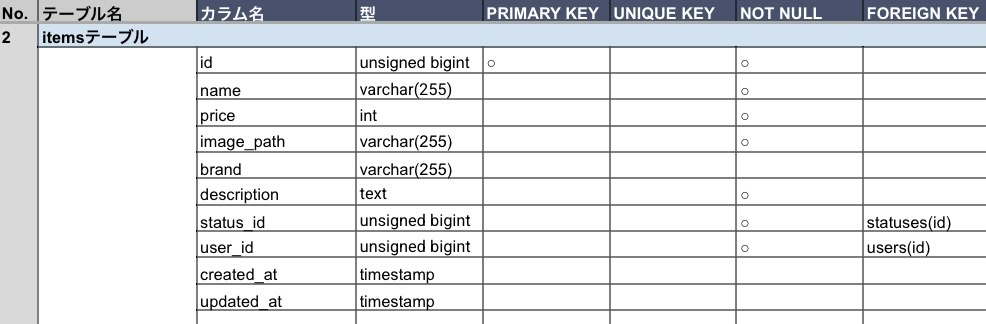 No. テーブル名 カラム名 型 PRIMARY KEY UNIQUE KEY NOT NULL FOREIGN KEY
2 itemsテーブル
id unsigned bigint ○ ○
name varchar(255) ○
price int ○
image_path varchar(255) ○
brand varchar(255)
description text ○
status_id unsigned bigint ○ statuses(id)
user_id unsigned bigint ○ users(id)
created_at timestamp
updated_at timestamp